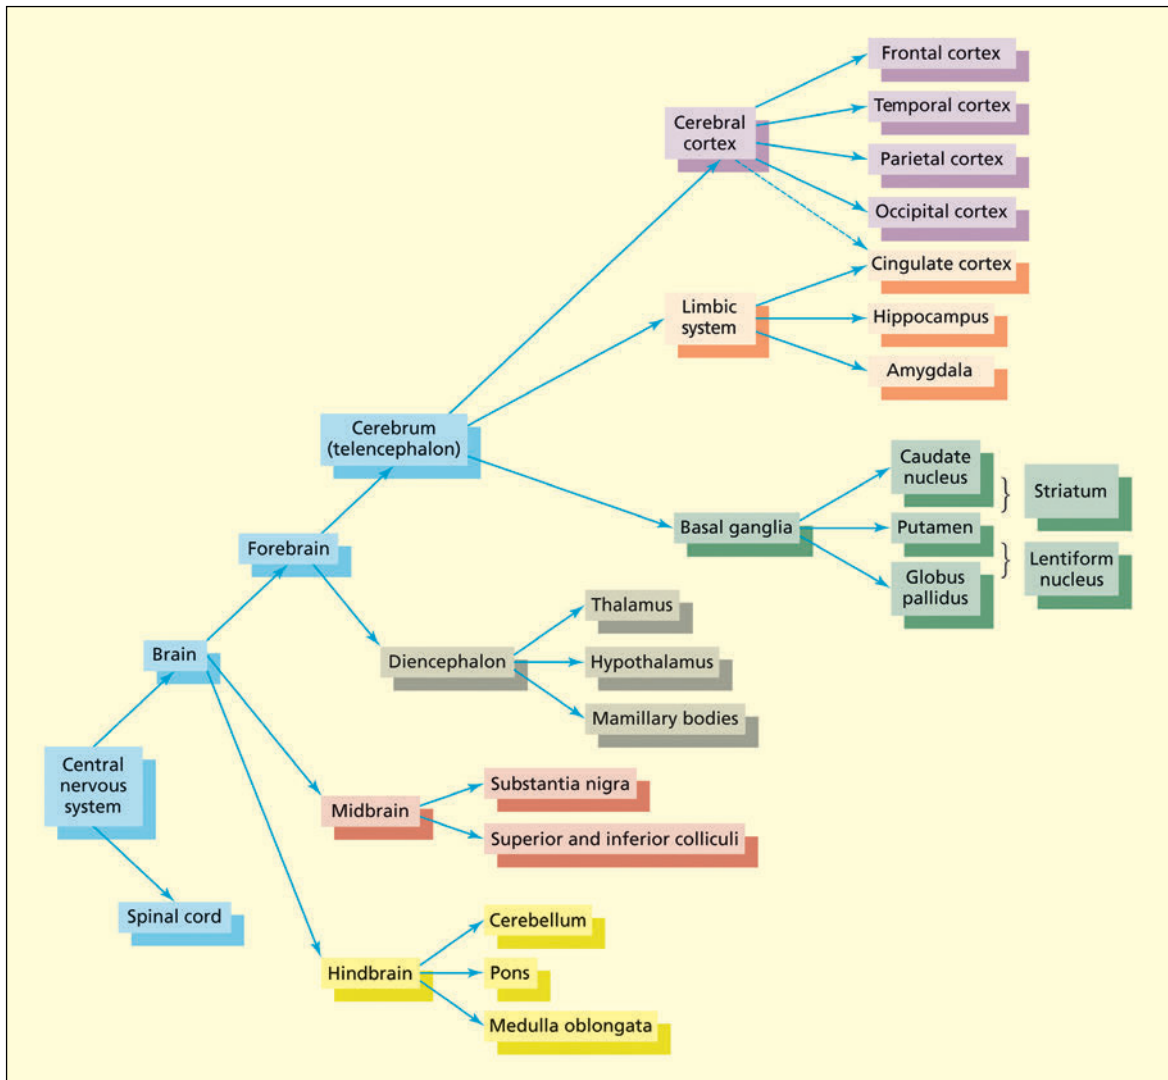 Frontal cortex
Temporal cortex
Cerebral
cortex
Parietal cortex
Occipital cortex
Cingulate cortex
Limbic
system
Hippocampus
Amygdala
Cerebrum
(telencephalon)
Caudate
nucleus
Striatum
Basal ganglia
Putamen
Lentiform
nucleus
Globus
pallidus
Forebrain
Thalamus
Brain
Diencephalon
Hypothalamus
Mamillary bodies
Central
nervous
system
Substantia nigra
Midbrain
Superior and inferior colliculi
Spinal cord
Cerebellum
Hindbrain
Pons
Medulla oblongata